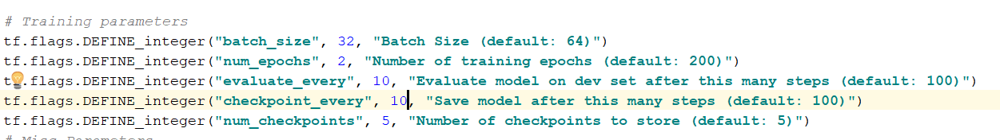 # Training parameters
tf.flags.DEFINE_integer("batch_size", 32, "Batch Size (default: 64)")
tf.flags.DEFINE_integer("num_epochs", 2, "Number of training epochs (default: 200)")
t.flags.DEFINE_integer("evaluate_every", 10, "Evaluate model on dev set after this many steps (default: 100)")
tf.flags.DEFINE_integer("checkpoint_every", 10, "Save model after this many steps (default: 100)")
tf.flags.DEFINE_integer("num_checkpoints", 5, "Number of checkpoints to store (default: 5)")
# Misc Parameters